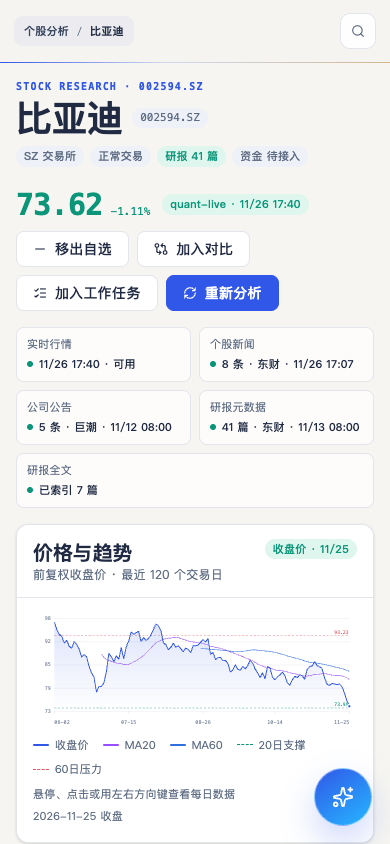 个股分析 / 比亚迪
STOCK RESEARCH · 002594.SZ
比亚迪 002594.SZ
SZ 交易所 正常交易 研报 41 篇 资金 待接入
73.62 −1.11% quant-live · 11/26 17:40
移出自选 加入对比
加入工作任务 重新分析
实时行情 个股新闻
11/26 17:40 · 可用 8 条 · 东财 · 11/26 17:07
公司公告 研报元数据
5 条 · 巨潮 · 11/12 08:00 41 篇 · 东财 · 11/13 08:00
研报全文
已索引 7 篇
价格与趋势 收盘价 · 11/25
前复权收盘价 · 最近 120 个交易日
98
93.23
92
85
79
73
06-02 07-15 08-28 10-14 11-25
收盘价 MA20 MA60 20日支撑
60日压力
悬停、点击或用左右方向键查看每日数据
2026-11-25 收盘